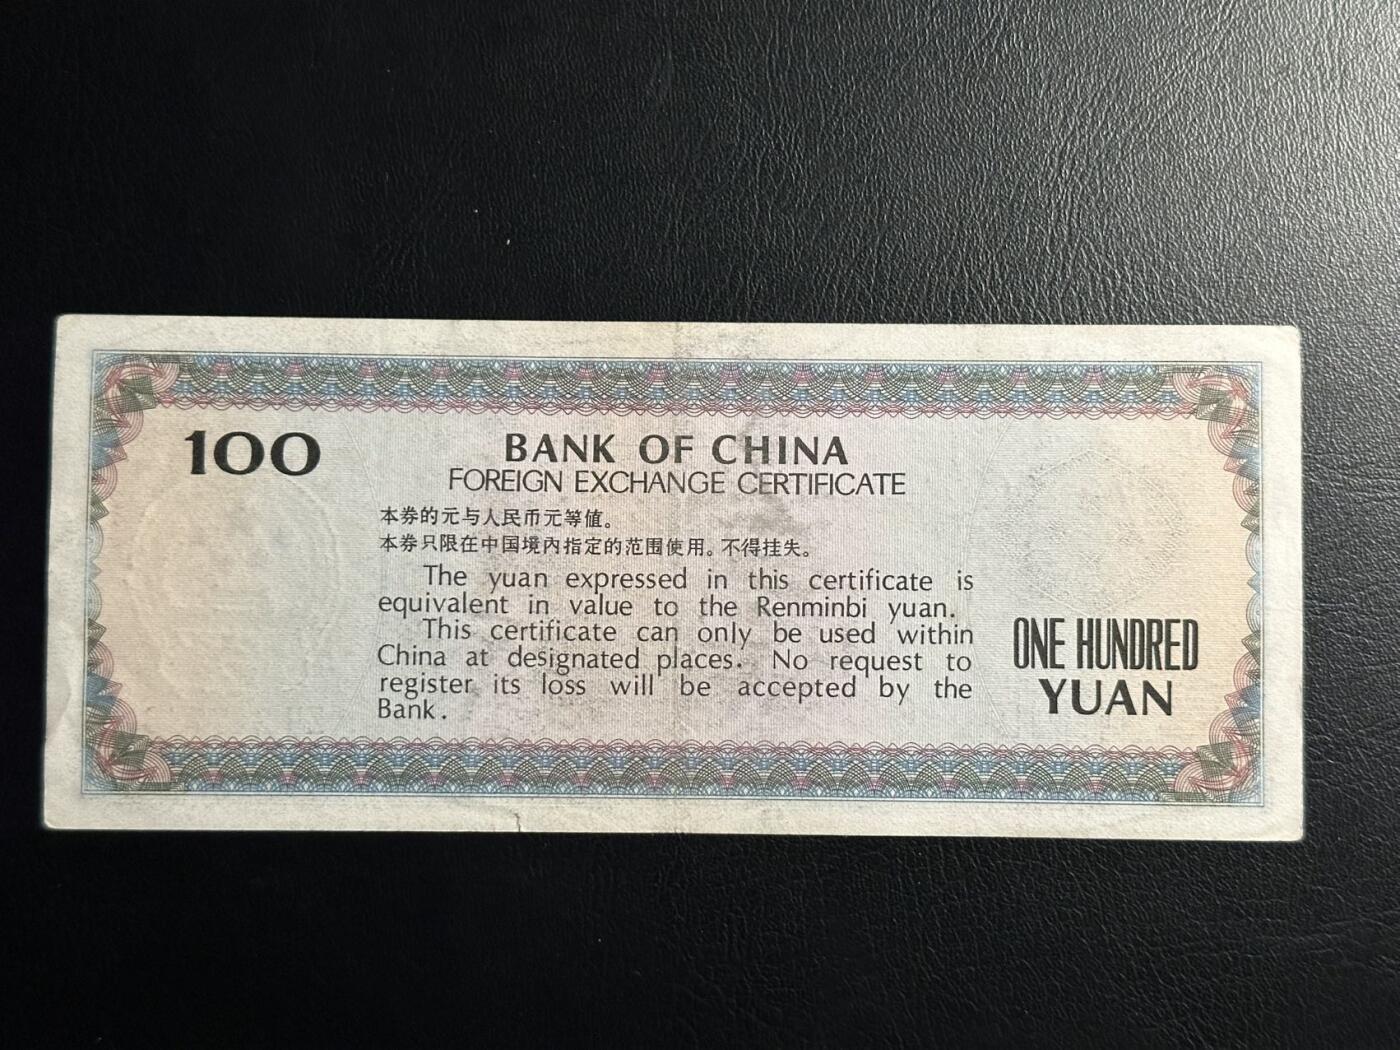 100
BANK OF CHINA
FOREIGN EXCHANGE CERTIFICATE
本券的元与人民币元等值。
本券只限在中国境内指定的范围使用。不得挂失。
The yuan expressed in this certificate is
equivalent in value to the Renminbi yuan.
This certificate can only be used within
China at designated places. No request to
register its loss will be accepted by the
Bank.
ONE HUNDRED
YUAN